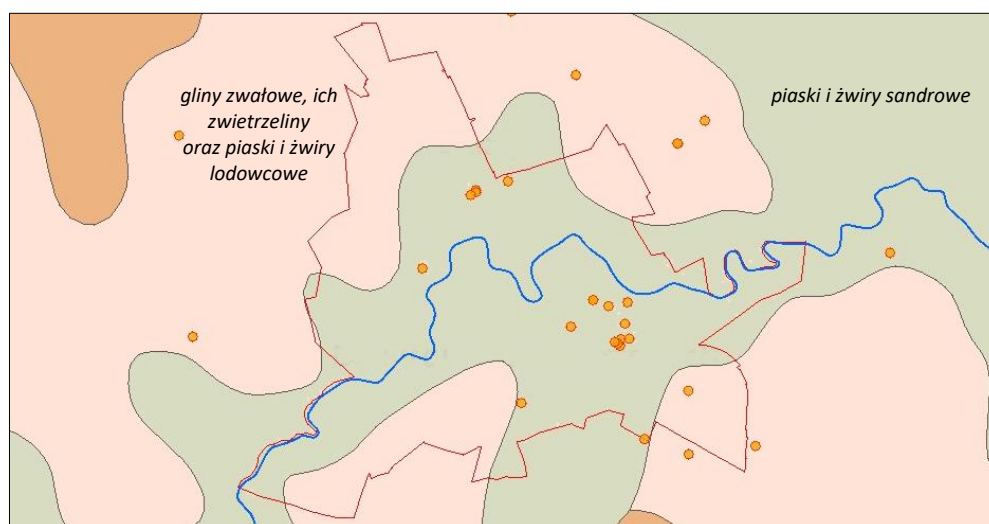 gliny zwałowe, ich
zwietrzeliny
oraz piaski i żwiry
lodowcowe
piaski i żwiry sandrowe